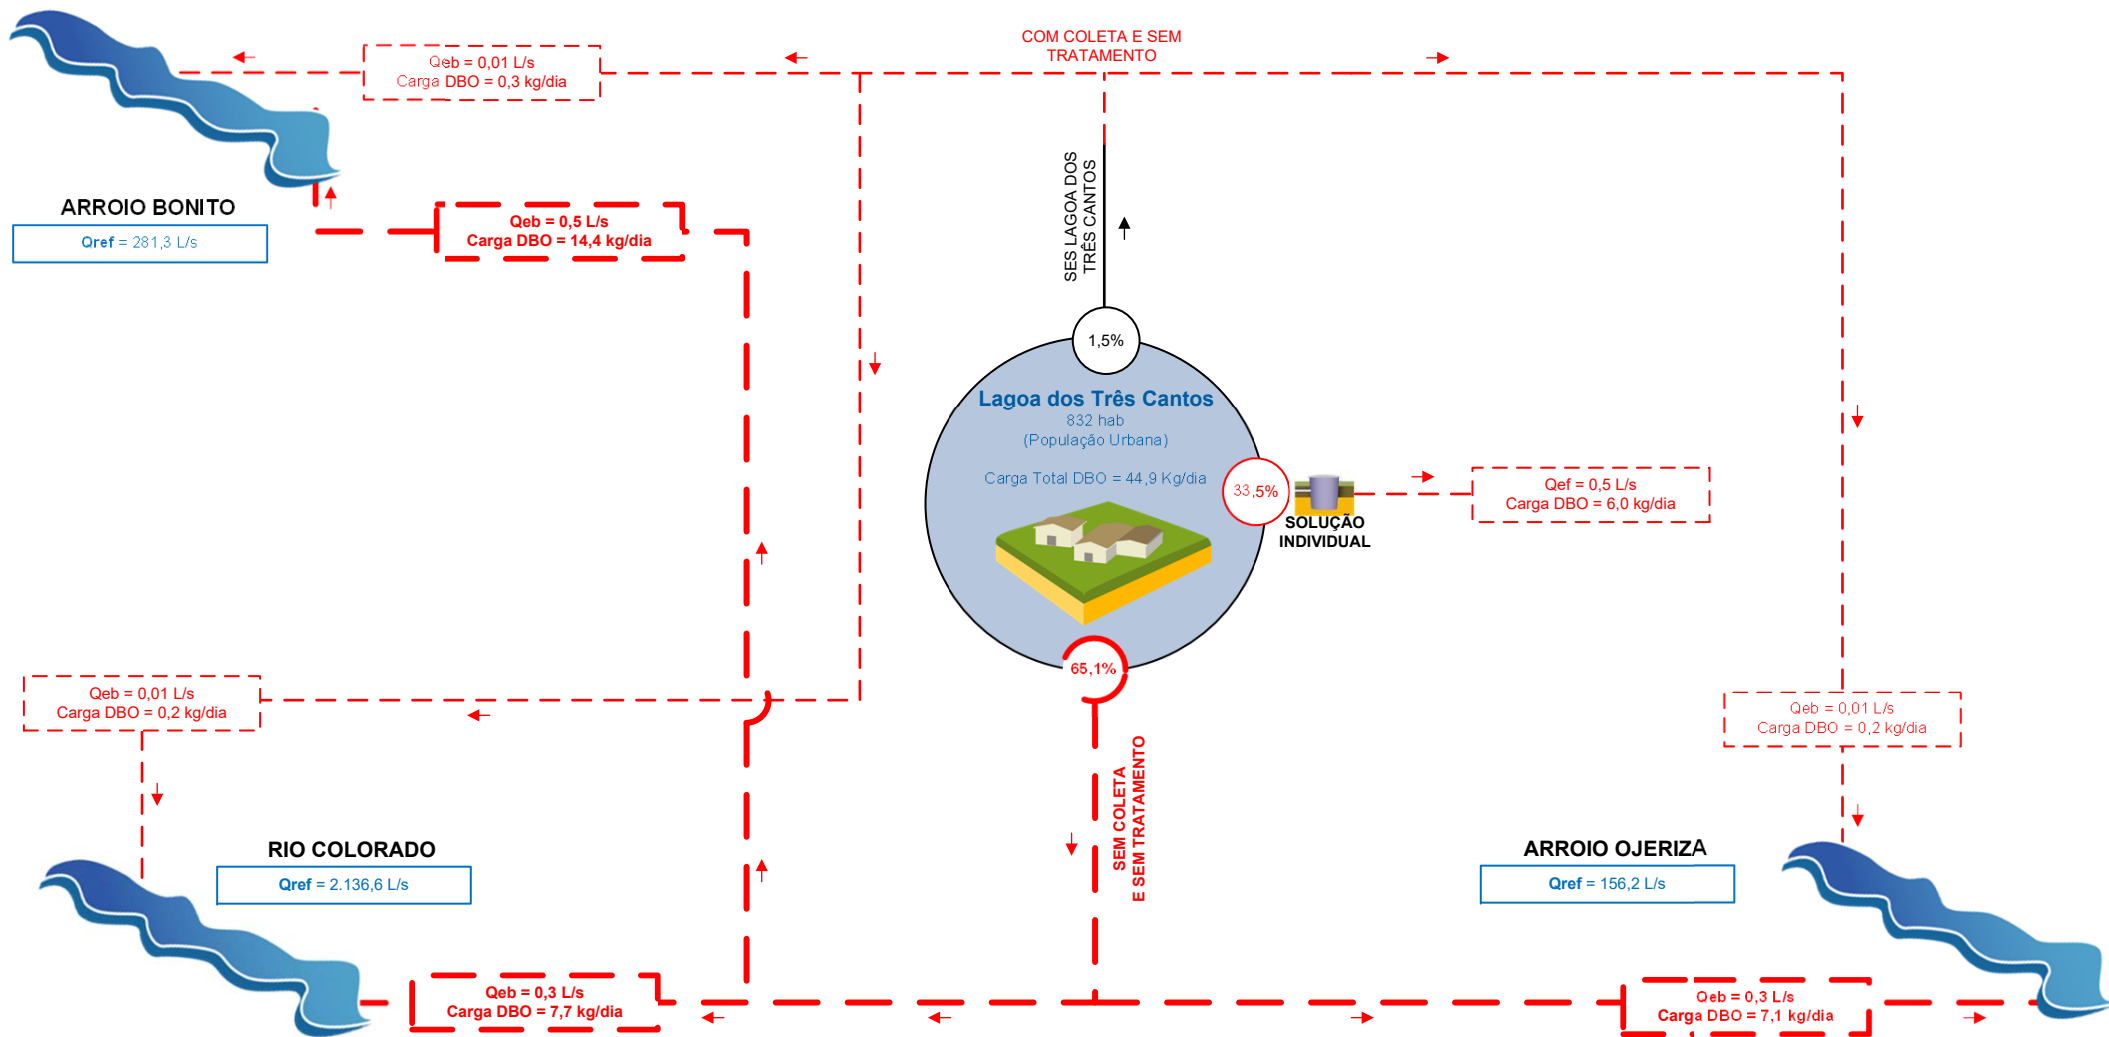 COM COLETA E SEM
TRATAMENTO
Qeb = 0,01 L/s
Carga DBO = 0,3 kg/dia
ARROIO BONITO
Qref = 281,3 L/s
Qeb = 0,5 L/s
Carga DBO = 14,4 kg/dia
SES LAGOA DOS
TRÊS CANTOS
1,5%
Lagoa dos Três Cantos
832 hab
(População Urbana)
Carga Total DBO = 44,9 Kg/dia
33,5%
SOLUÇÃO
INDIVIDUAL
Qef = 0,5 L/s
Carga DBO = 6,0 kg/dia
65,1%
SEM COLETA
E SEM TRATAMENTO
Qeb = 0,01 L/s
Carga DBO = 0,2 kg/dia
Qeb = 0,01 L/s
Carga DBO = 0,2 kg/dia
RIO COLORADO
Qref = 2.136,6 L/s
ARROIO OJERIZA
Qref = 156,2 L/s
Qeb = 0,3 L/s
Carga DBO = 7,7 kg/dia
Qeb = 0,3 L/s
Carga DBO = 7,1 kg/dia